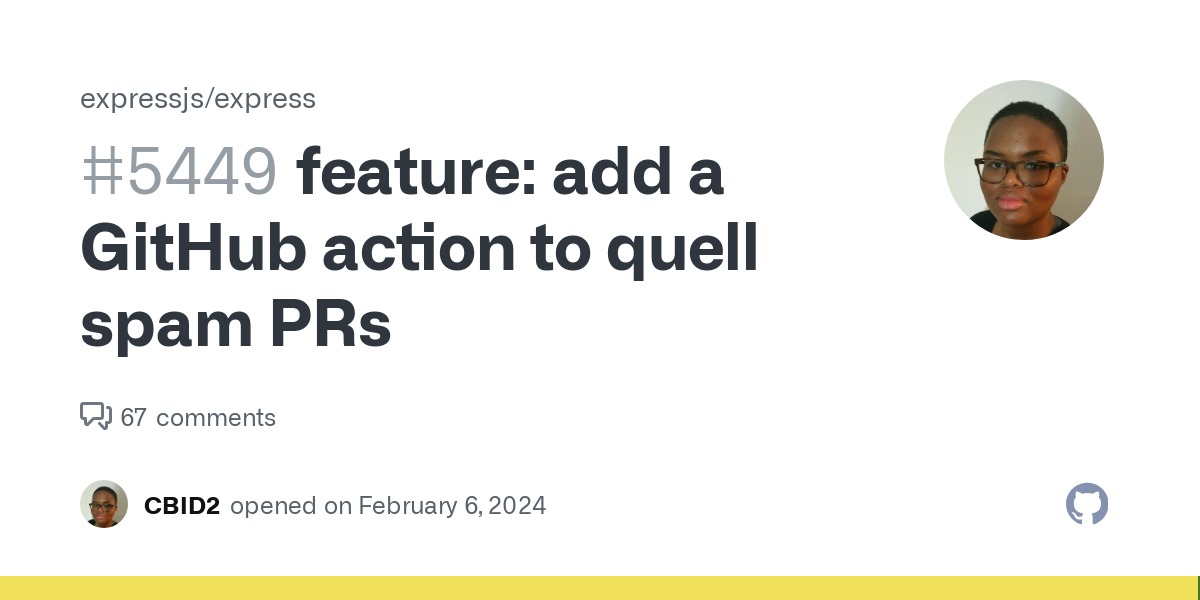 expressjs/express
#5449 feature: add a
GitHub action to quell
spam PRs
67 comments
CBID2 opened on February 6, 2024